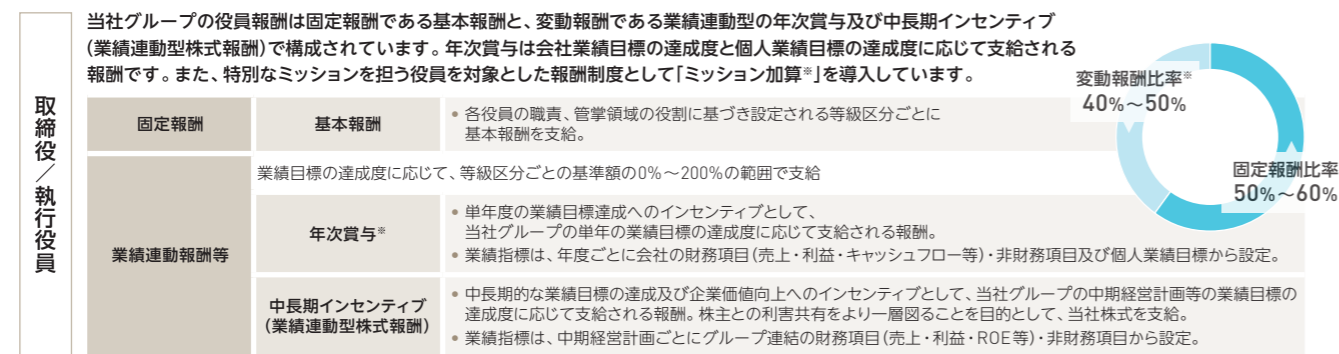 取締役／執行役員
当社グループの役員報酬は固定報酬である基本報酬と、変動報酬である業績連動型の年次賞与及び中長期インセンティブ
(業績連動型株式報酬)で構成されています。年次賞与は会社業績目標の達成度と個人業績目標の達成度に応じて支給される
報酬です。また、特別なミッションを担う役員を対象とした報酬制度として「ミッション加算※」を導入しています。
変動報酬比率※
40%～50%
固定報酬比率
50%～60%
固定報酬
基本報酬
• 各役員の職責、管掌領域の役割に基づき設定される等級区分ごとに
基本報酬を支給。
業績連動報酬等
業績目標の達成度に応じて、等級区分ごとの基準額の0%～200%の範囲で支給
年次賞与※
• 単年度の業績目標達成へのインセンティブとして、
当社グループの単年の業績目標の達成度に応じて支給される報酬。
• 業績指標は、年度ごとに会社の財務項目(売上・利益・キャッシュフロー等)・非財務項目及び個人業績目標から設定。
中長期インセンティブ
(業績連動型株式報酬)
• 中長期的な業績目標の達成及び企業価値向上へのインセンティブとして、当社グループの中期経営計画等の業績目標の
達成度に応じて支給される報酬。株主との利害共有をより一層図ることを目的として、当社株式を支給。
• 業績指標は、中期経営計画ごとにグループ連結の財務項目(売上・利益・ROE等)・非財務項目から設定。